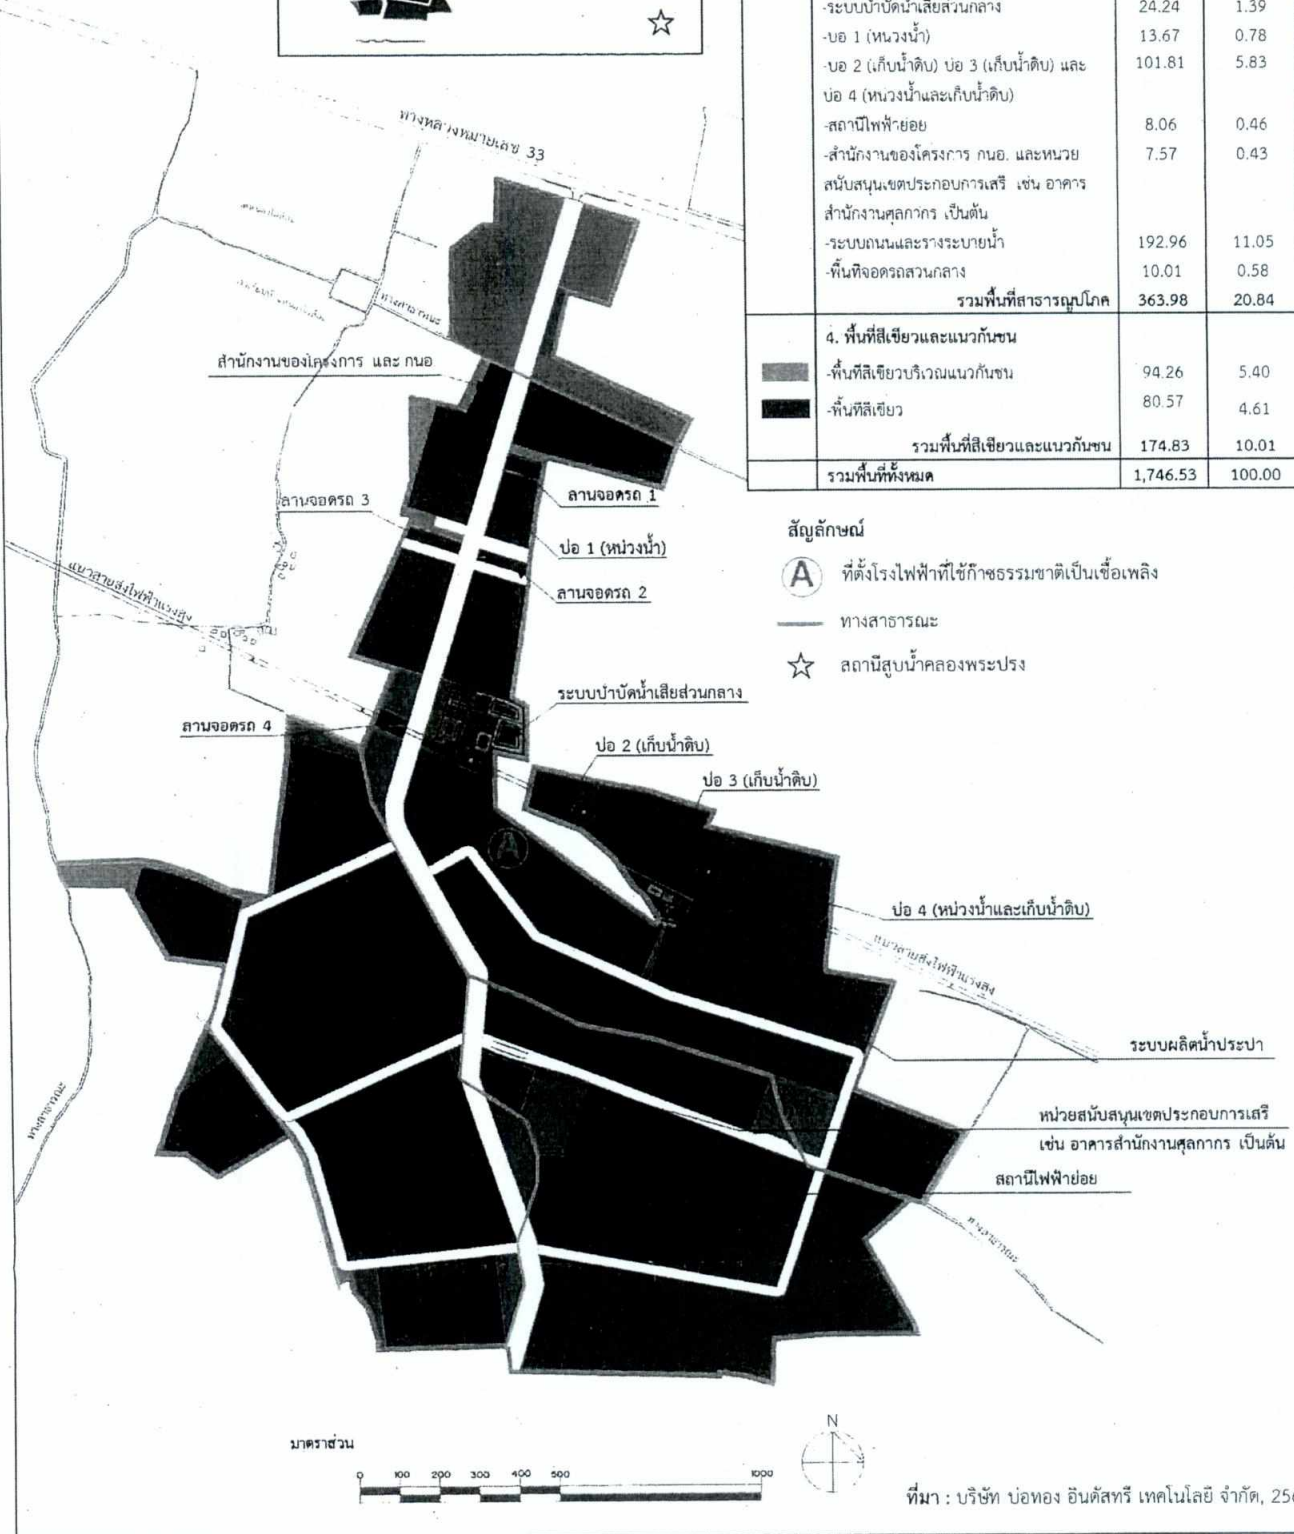 -ระบบบำบัดน้ำเสียส่วนกลาง 24.24 1.39
-บ่อ 1 (หน่วงน้ำ) 13.67 0.78
-บ่อ 2 (เก็บน้ำดิบ) บ่อ 3 (เก็บน้ำดิบ) และ 101.81 5.83
บ่อ 4 (หน่วงน้ำและเก็บน้ำดิบ)
-สถานีไฟฟ้าย่อย 8.06 0.46
-สำนักงานของโครงการ กนอ. และหน่วย 7.57 0.43
สนับสนุนเขตประกอบการเสรี เช่น อาคาร
สำนักงานศุลกากร เป็นต้น
-ระบบถนนและรางระบายน้ำ 192.96 11.05
-พื้นที่จอดรถส่วนกลาง 10.01 0.58
รวมพื้นที่สาธารณูปโภค 363.98 20.84
4. พื้นที่สีเขียวและแนวกันชน
-พื้นที่สีเขียวบริเวณแนวกันชน 94.26 5.40
-พื้นที่สีเขียว 80.57 4.61
รวมพื้นที่สีเขียวและแนวกันชน 174.83 10.01
รวมพื้นที่ทั้งหมด 1,746.53 100.00
สัญลักษณ์
A ที่ตั้งโรงไฟฟ้าที่ใช้ก๊าซธรรมชาติเป็นเชื้อเพลิง
ทางสาธารณะ
สถานีสูบน้ำคลองพระปรง
ทางหลวงหมายเลข 33
ทางสาธารณะ
สำนักงานของโครงการ และ กนอ
ลานจอดรถ 1
ลานจอดรถ 3
บ่อ 1 (หน่วงน้ำ)
ลานจอดรถ 2
แนวสายส่งไฟฟ้าแรงสูง
ระบบบำบัดน้ำเสียส่วนกลาง
ลานจอดรถ 4
บ่อ 2 (เก็บน้ำดิบ)
บ่อ 3 (เก็บน้ำดิบ)
A
บ่อ 4 (หน่วงน้ำและเก็บน้ำดิบ)
แนวสายส่งไฟฟ้าแรงสูง
ระบบผลิตน้ำประปา
ทางสาธารณะ
หน่วยสนับสนุนเขตประกอบการเสรี
เช่น อาคารสำนักงานศุลกากร เป็นต้น
สถานีไฟฟ้าย่อย
ทางสาธารณะ
N
มาตราส่วน
0 100 200 300 400 500 1000
ที่มา : บริษัท บ่อทอง อินดัสทรี เทคโนโลยี จำกัด,